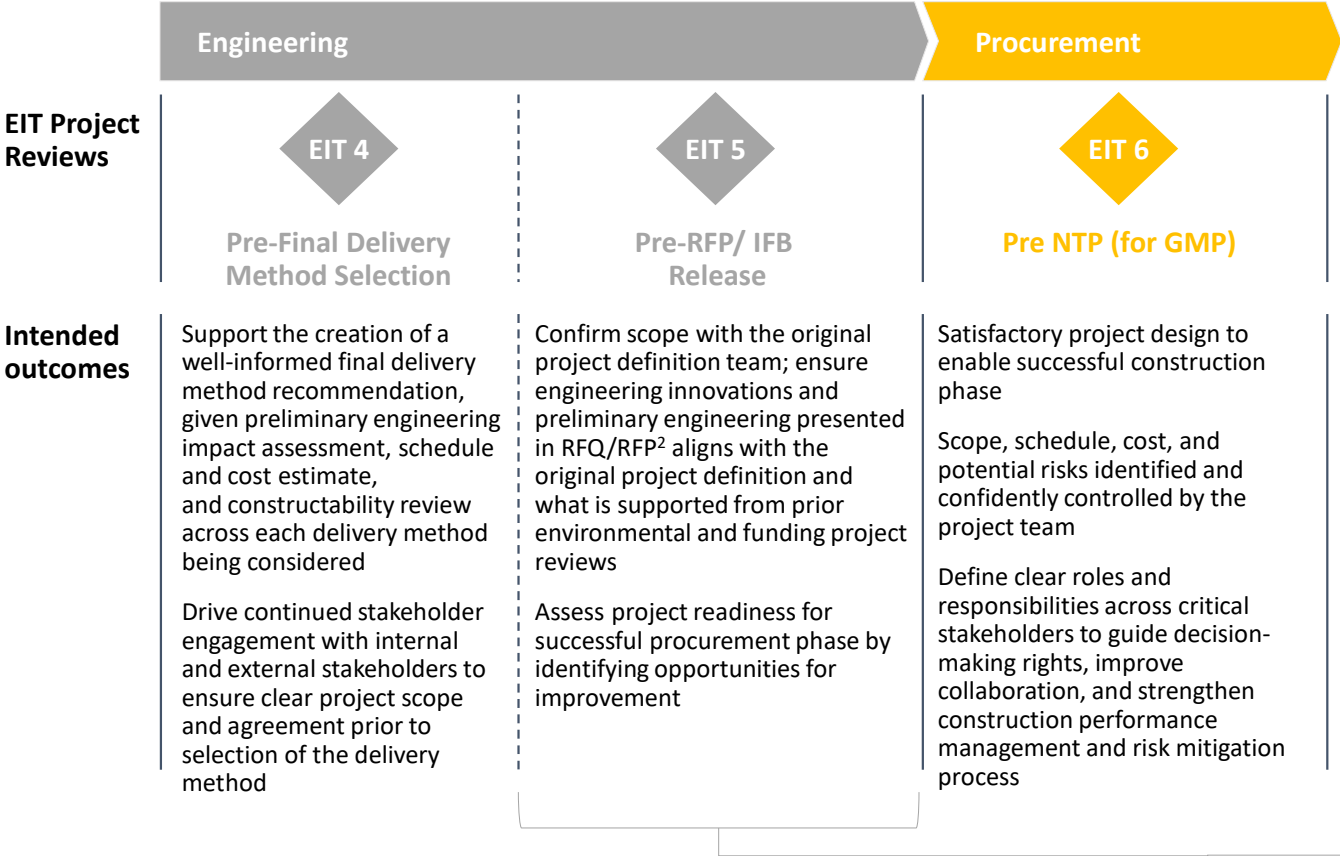 Engineering
Procurement
EIT Project
Reviews
EIT 4
EIT 5
EIT 6
Pre-Final Delivery
Method Selection
Pre-RFP/ IFB
Release
Pre NTP (for GMP)
Intended
outcomes
Support the creation of a
well-informed final delivery
method recommendation,
given preliminary engineering
impact assessment, schedule
and cost estimate,
and constructability review
across each delivery method
being considered
Drive continued stakeholder
engagement with internal
and external stakeholders to
ensure clear project scope
and agreement prior to
selection of the delivery
method
Confirm scope with the original
project definition team; ensure
engineering innovations and
preliminary engineering presented
in RFQ/RFP² aligns with the
original project definition and
what is supported from prior
environmental and funding project
reviews
Assess project readiness for
successful procurement phase by
identifying opportunities for
improvement
Satisfactory project design to
enable successful construction
phase
Scope, schedule, cost, and
potential risks identified and
confidently controlled by the
project team
Define clear roles and
responsibilities across critical
stakeholders to guide decision-
making rights, improve
collaboration, and strengthen
construction performance
management and risk mitigation
process